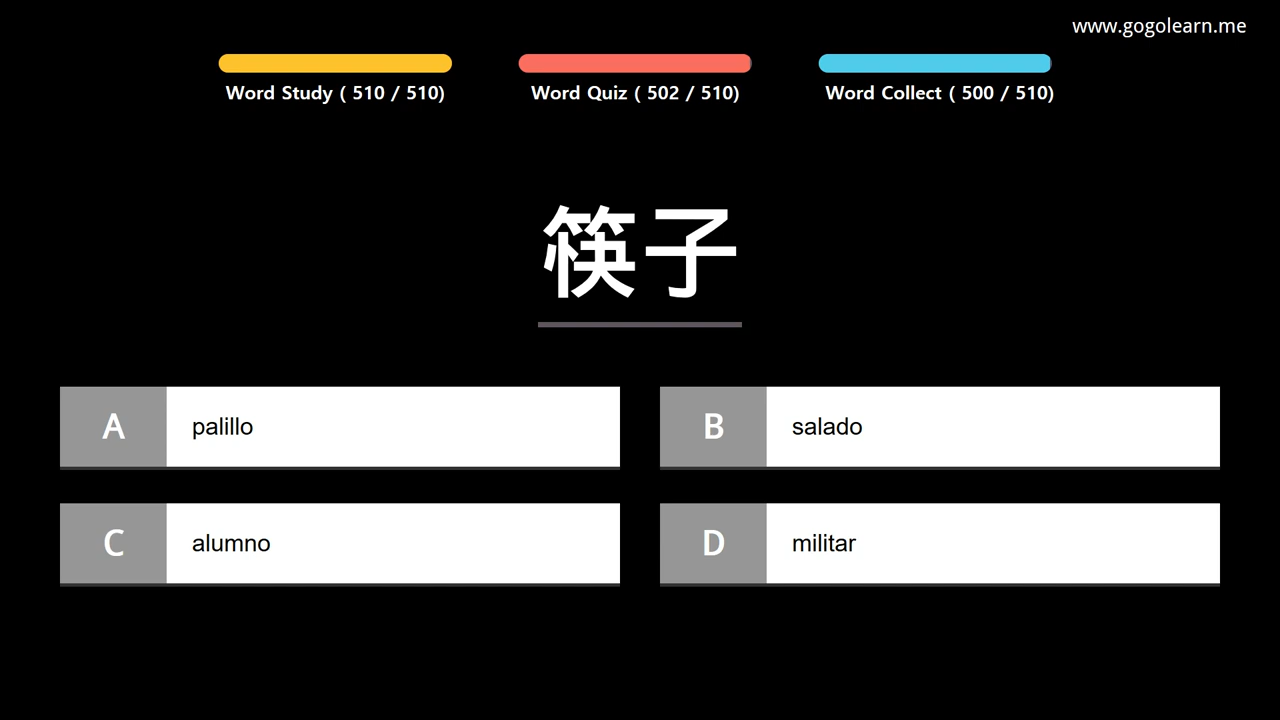 www.gogolearn.me
Word Study ( 510 / 510)
Word Quiz ( 502 / 510)
Word Collect ( 500 / 510)
筷子
A palillo
B salado
C alumno
D militar